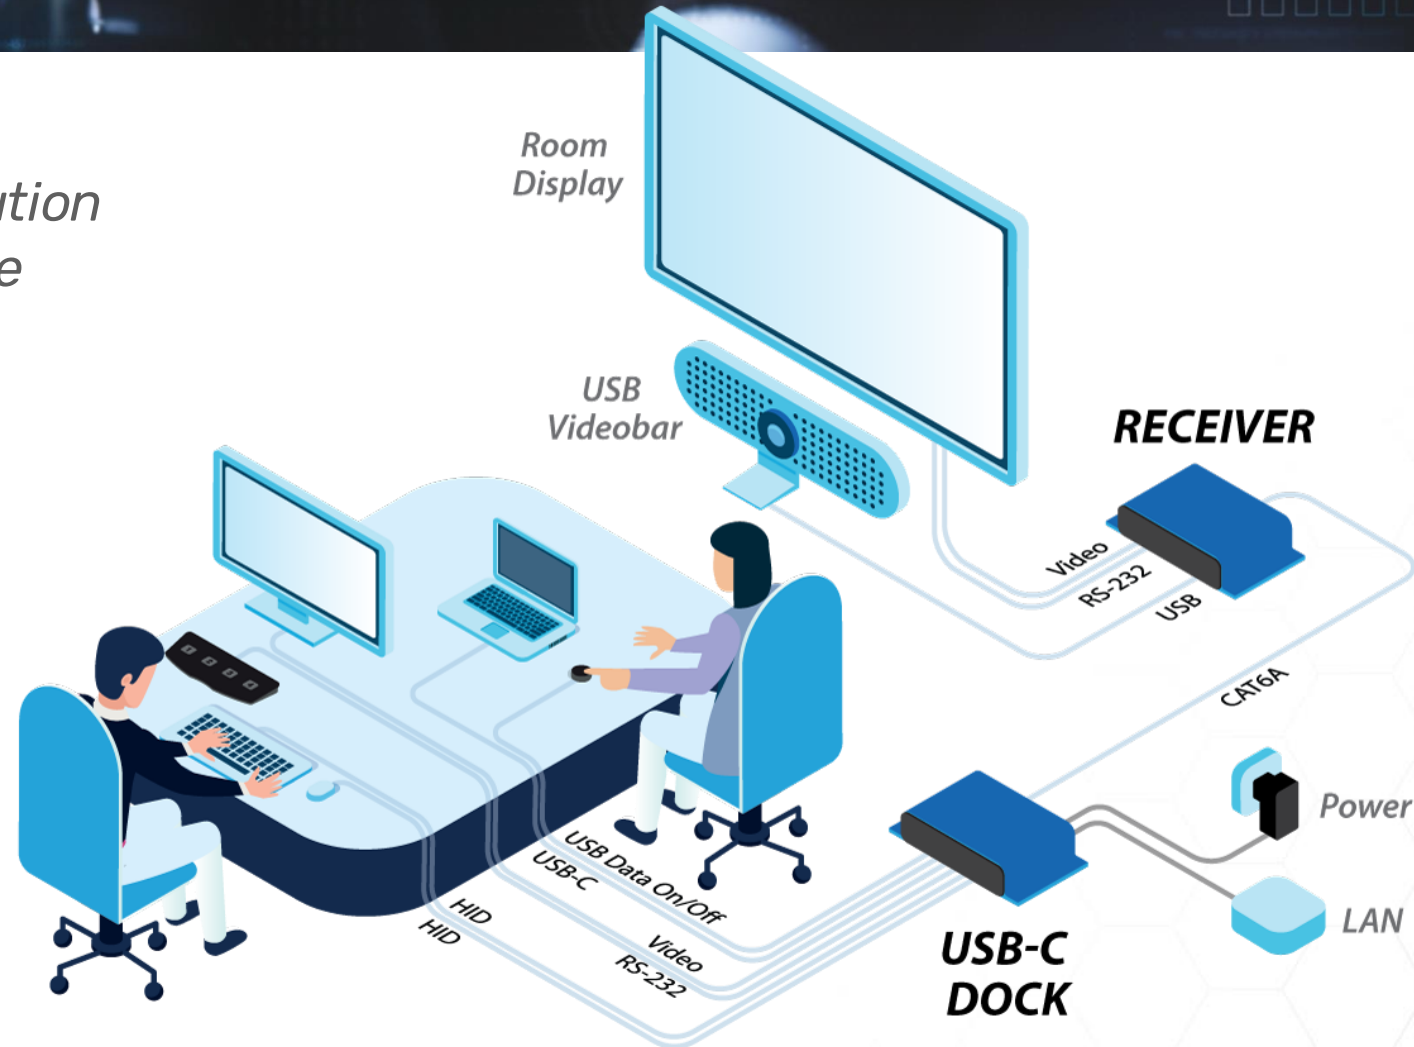 Room
Display
USB
Videobar
RECEIVER
Video
RS-232
USB
CAT6A
Power
LAN
USB-C
DOCK
USB Data On/Off
USB-C
HID
HID
Video
RS-232